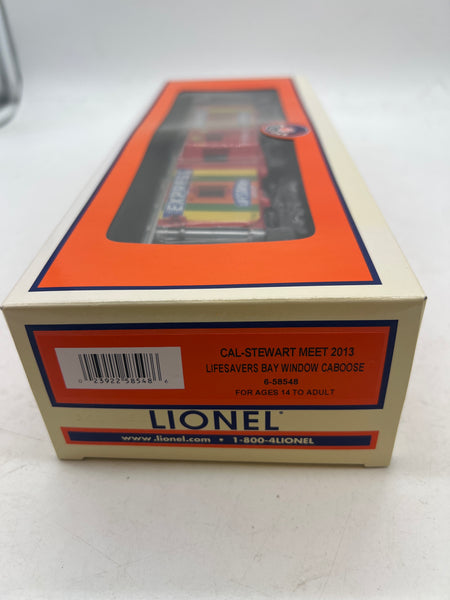 EXPRESS
CAL-STEWART MEET 2013
LIFESAVERS BAY WINDOW CABOOSE
6-58548
FOR AGES 14 TO ADULT
0 23922 58548 6
LIONEL®
www.lionel.com • 1-800-4LIONEL